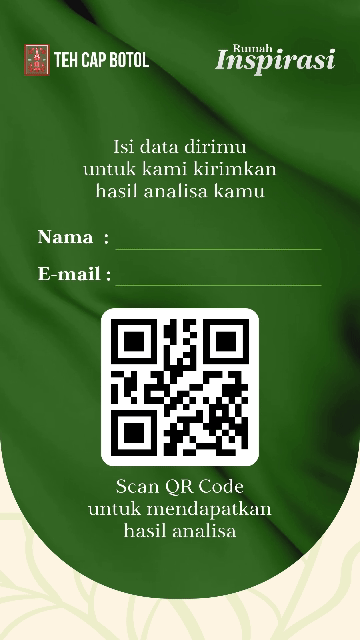 TEH CAP BOTOL
Rumah
Inspirasi
Isi data dirimu
untuk kami kirimkan
hasil analisa kamu
Nama :
E-mail :
Scan QR Code
untuk mendapatkan
hasil analisa